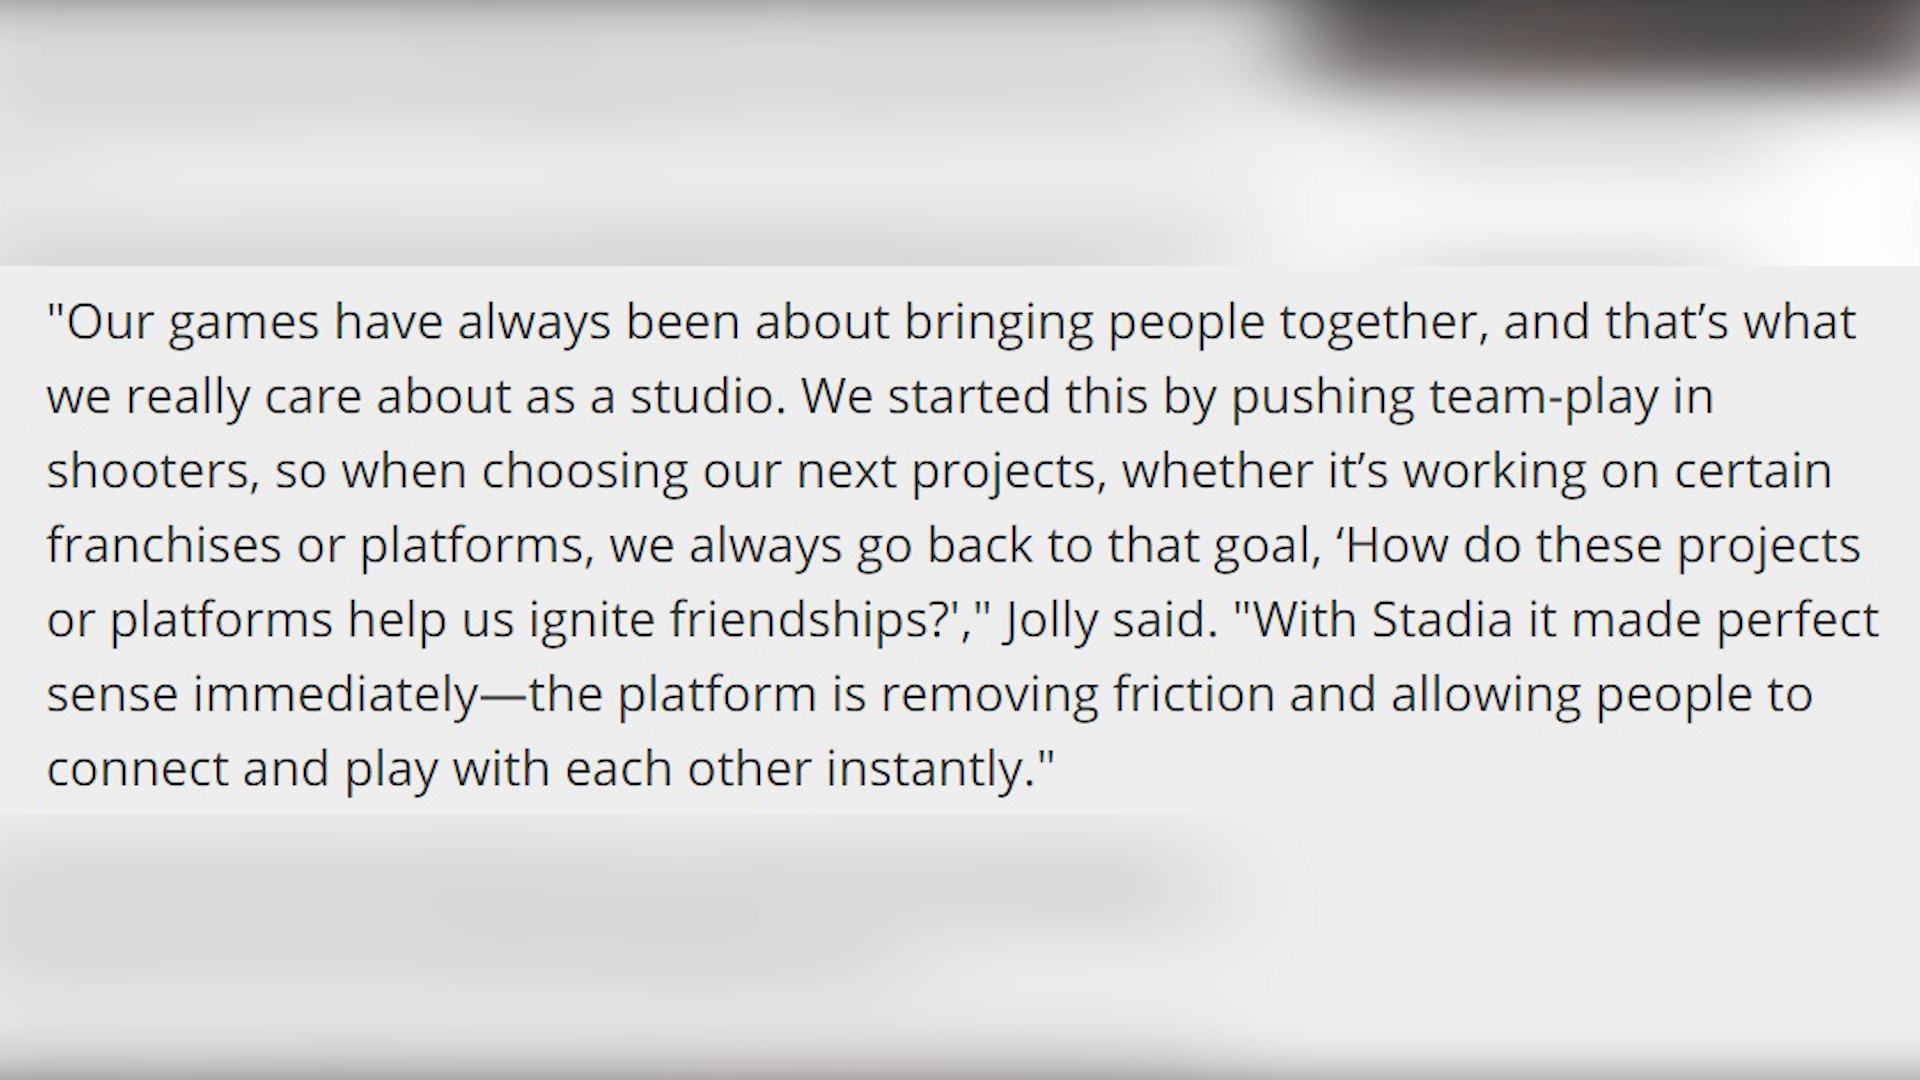 "Our games have always been about bringing people together, and that’s what
we really care about as a studio. We started this by pushing team-play in
shooters, so when choosing our next projects, whether it’s working on certain
franchises or platforms, we always go back to that goal, ‘How do these projects
or platforms help us ignite friendships?'," Jolly said. "With Stadia it made perfect
sense immediately—the platform is removing friction and allowing people to
connect and play with each other instantly."